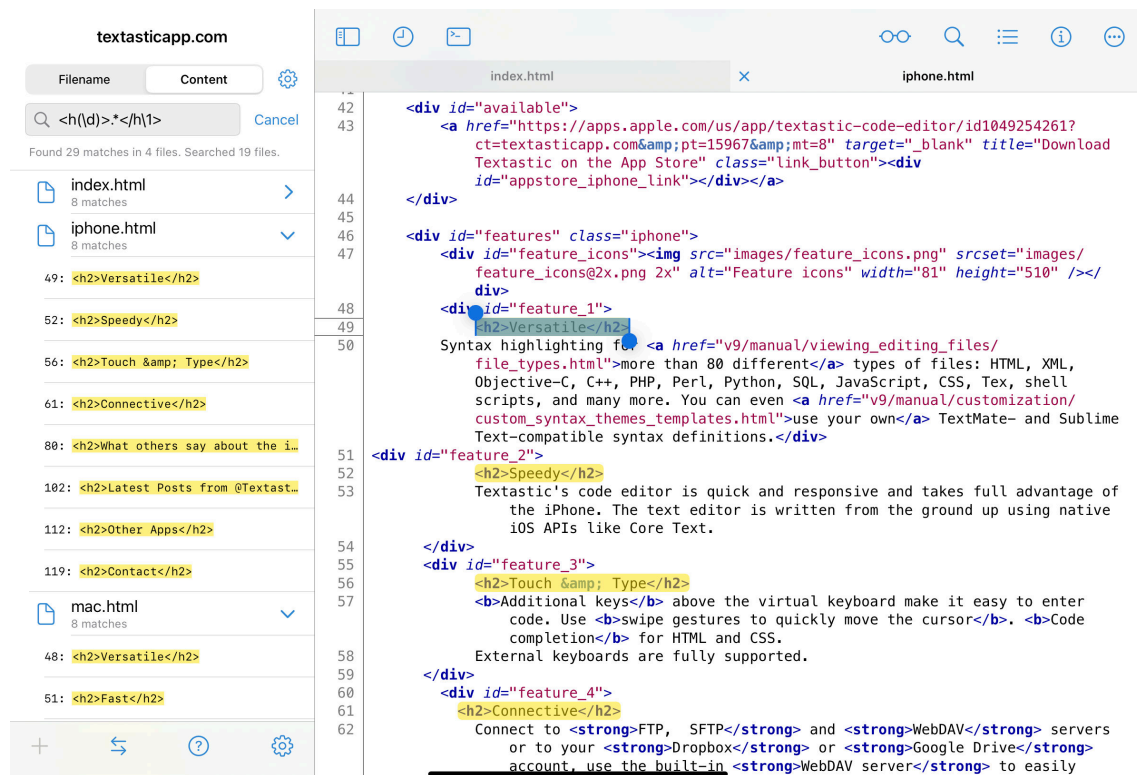 textasticapp.com
Filename
Content
<h(\d)>.*</h\1>
Cancel
Found 29 matches in 4 files. Searched 19 files.
index.html
8 matches
iphone.html
8 matches
49: <h2>Versatile</h2>
52: <h2>Speedy</h2>
56: <h2>Touch &amp; Type</h2>
61: <h2>Connective</h2>
80: <h2>What others say about the i…
102: <h2>Latest Posts from @Textast…
112: <h2>Other Apps</h2>
119: <h2>Contact</h2>
mac.html
8 matches
48: <h2>Versatile</h2>
51: <h2>Fast</h2>
index.html
iphone.html
41
42 <div id="available">
43 <a href="https://apps.apple.com/us/app/textastic-code-editor/id1049254261?
ct=textasticapp.com&amp;pt=15967&amp;mt=8" target="_blank" title="Download
Textastic on the App Store" class="link_button"><div
id="appstore_iphone_link"></div></a>
44 </div>
45
46 <div id="features" class="iphone">
47 <div id="feature_icons"><img src="images/feature_icons.png" srcset="images/
feature_icons@2x.png 2x" alt="Feature icons" width="81" height="510" /></
div>
48 <div id="feature_1">
49 <h2>Versatile</h2>
50 Syntax highlighting for <a href="v9/manual/viewing_editing_files/
file_types.html">more than 80 different</a> types of files: HTML, XML,
Objective-C, C++, PHP, Perl, Python, SQL, JavaScript, CSS, Tex, shell
scripts, and many more. You can even <a href="v9/manual/customization/
custom_syntax_themes_templates.html">use your own</a> TextMate- and Sublime
Text-compatible syntax definitions.</div>
51 <div id="feature_2">
52 <h2>Speedy</h2>
53 Textastic's code editor is quick and responsive and takes full advantage of
the iPhone. The text editor is written from the ground up using native
iOS APIs like Core Text.
54 </div>
55 <div id="feature_3">
56 <h2>Touch &amp; Type</h2>
57 <b>Additional keys</b> above the virtual keyboard make it easy to enter
code. Use <b>swipe gestures to quickly move the cursor</b>. <b>Code
completion</b> for HTML and CSS.
58 External keyboards are fully supported.
59 </div>
60 <div id="feature_4">
61 <h2>Connective</h2>
62 Connect to <strong>FTP, SFTP</strong> and <strong>WebDAV</strong> servers
or to your <strong>Dropbox</strong> or <strong>Google Drive</strong>
account, use the built-in <strong>WebDAV server</strong> to easily